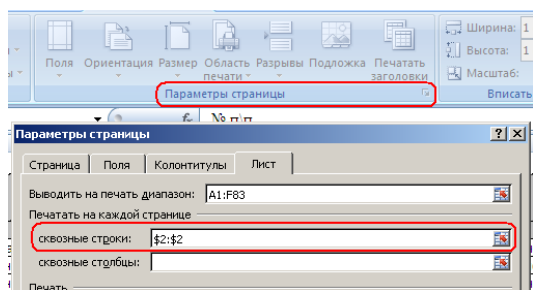 Ширина: 1
Поля Ориентация Размер Область Разрывы Подложка Печатать Высота: 1
печати заголовки Масштаб:
Параметры страницы Вписать
fx № п\п
Параметры страницы
Страница Поля Колонтитулы Лист
Выводить на печать диапазон: A1:F83
Печатать на каждой странице
сквозные строки: $2:$2
сквозные столбцы:
Печать